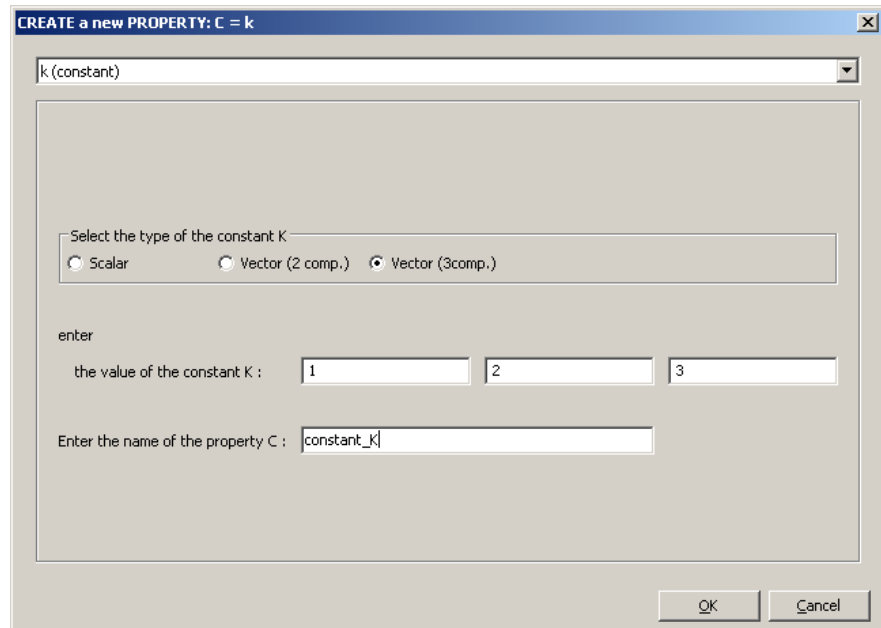 CREATE a new PROPERTY: C = k
k (constant)
Select the type of the constant K
Scalar Vector (2 comp.) Vector (3comp.)
enter
the value of the constant K : 1 2 3
Enter the name of the property C : constant_K
OK Cancel